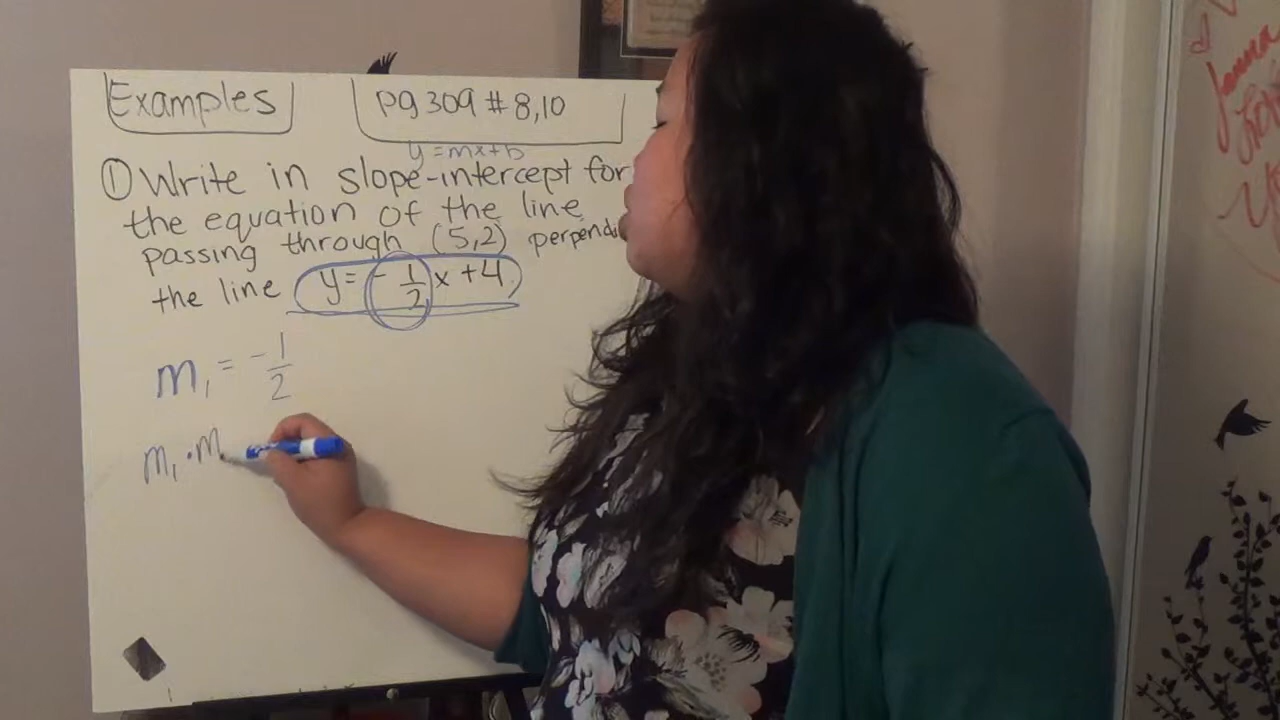 Examples
pg 309 # 8,10
y = mx+b
① Write in slope-intercept for
the equation of the line
passing through (5,2) perpendi
the line y = - 1/2 x + 4
m₁ = - 1/2
m₁ · m